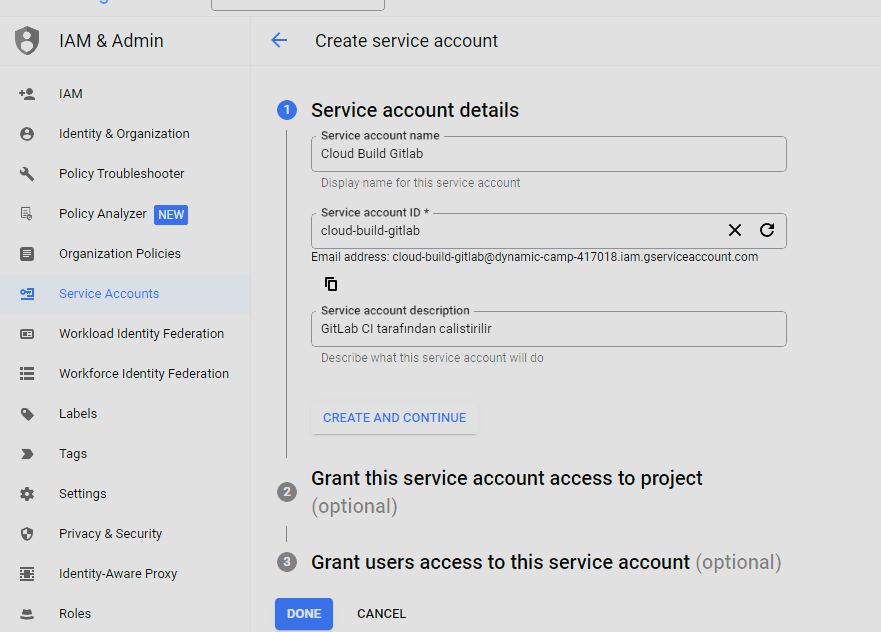 IAM & Admin
Create service account
IAM
Identity & Organization
Policy Troubleshooter
Policy Analyzer NEW
Organization Policies
Service Accounts
Workload Identity Federation
Workforce Identity Federation
Labels
Tags
Settings
Privacy & Security
Identity-Aware Proxy
Roles
1 Service account details
Service account name
Cloud Build Gitlab
Display name for this service account
Service account ID *
cloud-build-gitlab
Email address: cloud-build-gitlab@dynamic-camp-417018.iam.gserviceaccount.com
Service account description
GitLab CI tarafından calistirilir
Describe what this service account will do
CREATE AND CONTINUE
2 Grant this service account access to project
(optional)
3 Grant users access to this service account (optional)
DONE CANCEL